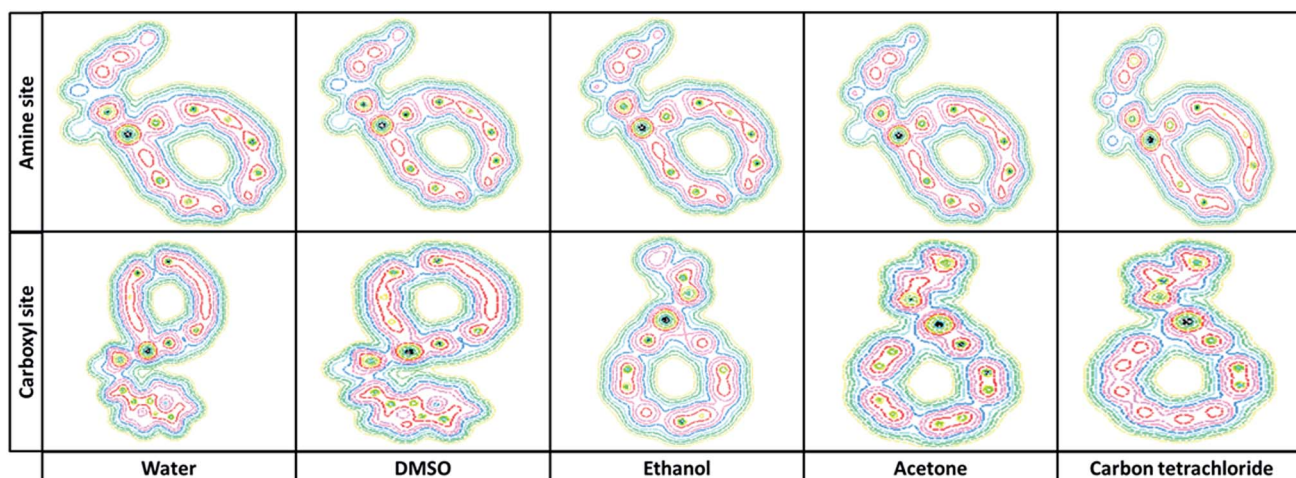 Amine site
Carboxyl site
Water
DMSO
Ethanol
Acetone
Carbon tetrachloride